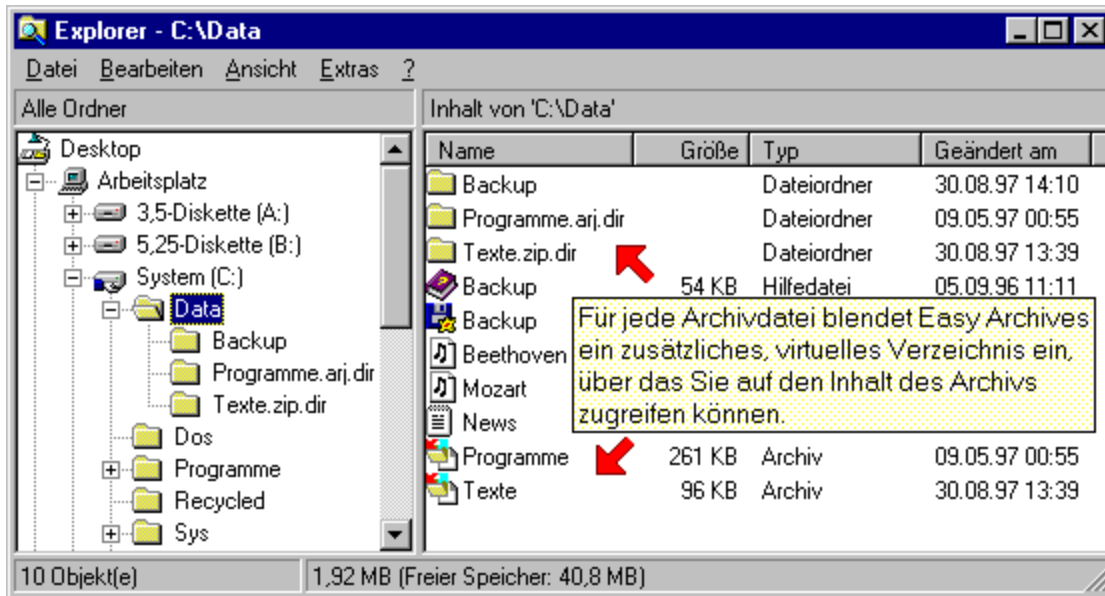 Explorer - C:\Data
Datei Bearbeiten Ansicht Extras ?
Alle Ordner
Inhalt von 'C:\Data'
Desktop
Arbeitsplatz
3,5-Diskette (A:)
5,25-Diskette (B:)
System (C:)
Data
Backup
Programme.arj.dir
Texte.zip.dir
Dos
Programme
Recycled
Sys
Name Größe Typ Geändert am
Backup Dateiordner 30.08.97 14:10
Programme.arj.dir Dateiordner 09.05.97 00:55
Texte.zip.dir Dateiordner 30.08.97 13:39
Backup 54 KB Hilfedatei 05.09.96 11:11
Backup
Beethoven
Mozart
News
Für jede Archivdatei blendet Easy Archives
ein zusätzliches, virtuelles Verzeichnis ein,
über das Sie auf den Inhalt des Archivs
zugreifen können.
Programme 261 KB Archiv 09.05.97 00:55
Texte 96 KB Archiv 30.08.97 13:39
10 Objekt(e)
1,92 MB (Freier Speicher: 40,8 MB)